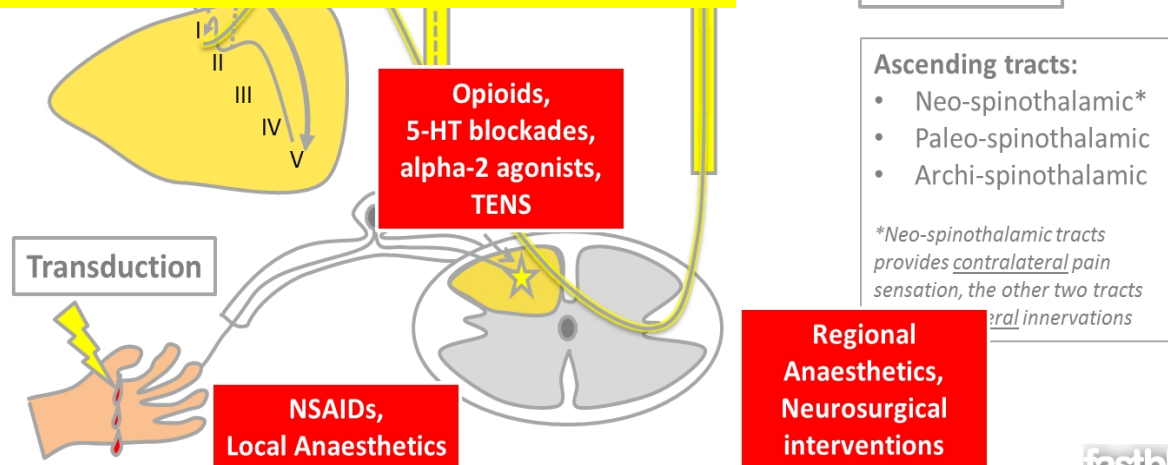 I
II
III
IV
V
Opioids,
5-HT blockades,
alpha-2 agonists,
TENS
Transduction
NSAIDs,
Local Anaesthetics
Regional
Anaesthetics,
Neurosurgical
interventions
Ascending tracts:
• Neo-spinothalamic*
• Paleo-spinothalamic
• Archi-spinothalamic
*Neo-spinothalamic tracts
provides contralateral pain
sensation, the other two tracts
eral innervations